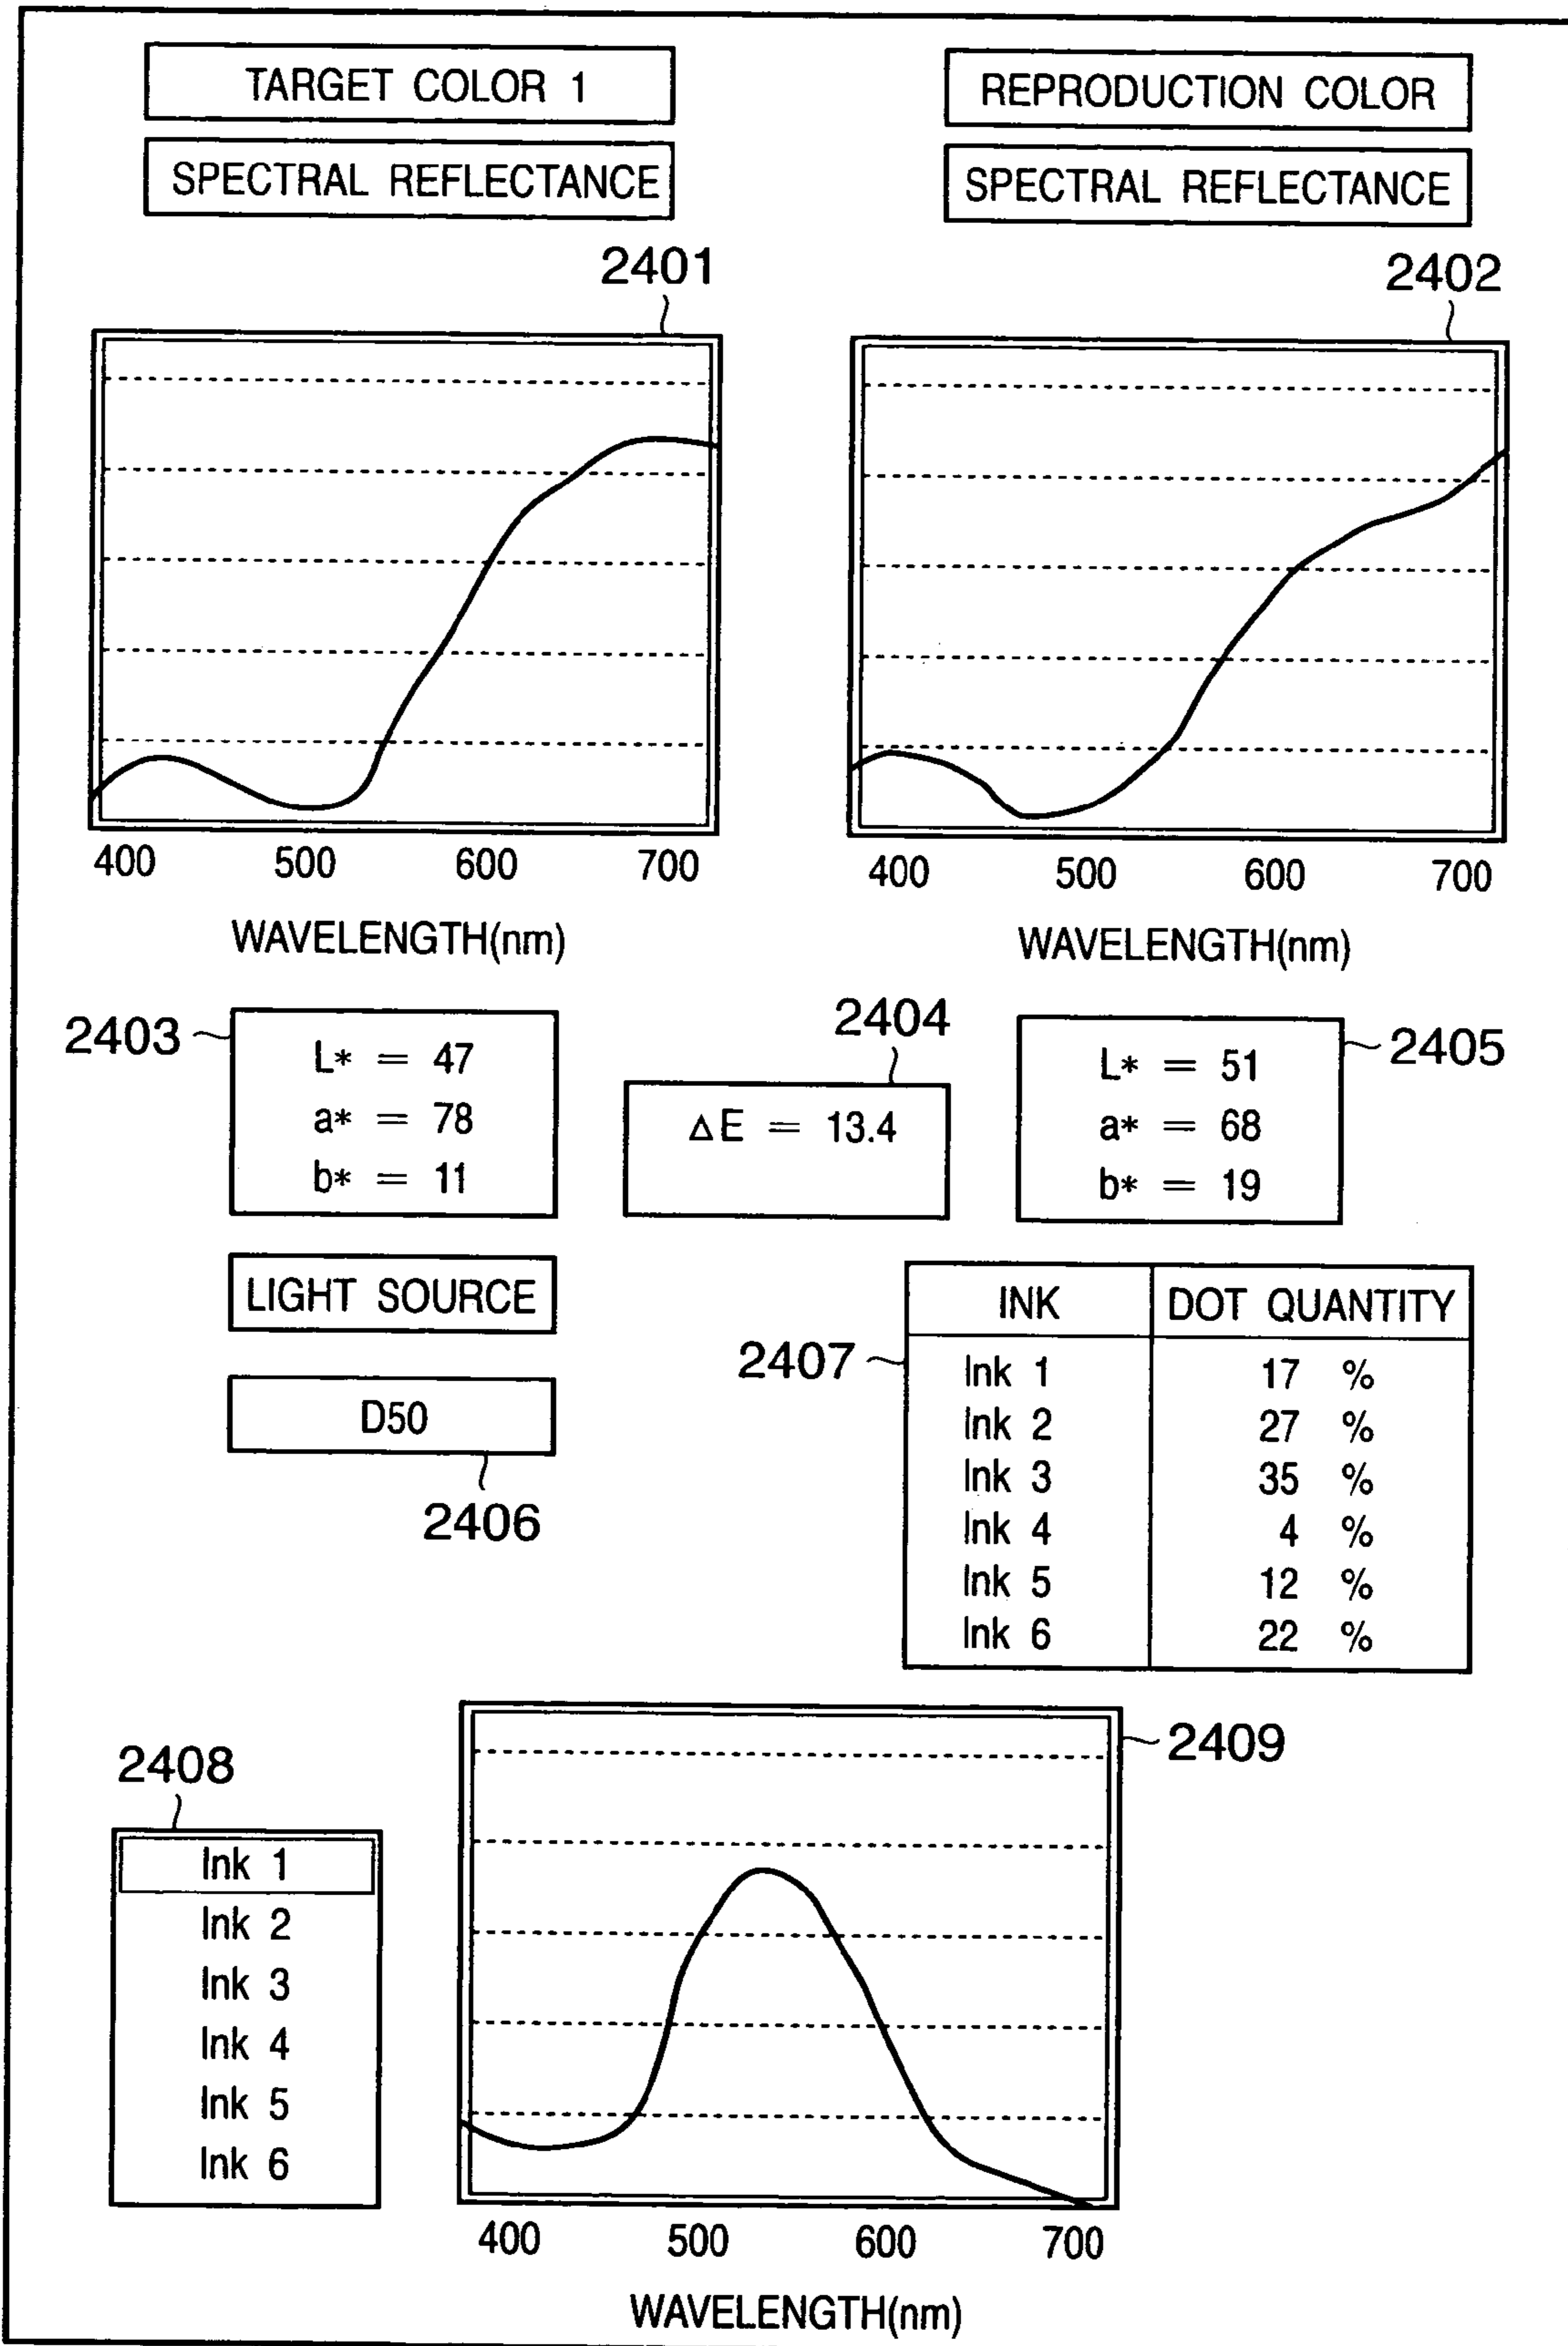 TARGET COLOR 1
REPRODUCTION COLOR
SPECTRAL REFLECTANCE
SPECTRAL REFLECTANCE
2401
2402
400 500 600 700
WAVELENGTH(nm)
400 500 600 700
WAVELENGTH(nm)
2403
L* = 47
a* = 78
b* = 11
2404
ΔE = 13.4
2405
L* = 51
a* = 68
b* = 19
LIGHT SOURCE
D50
2406
2407
INK DOT QUANTITY
Ink 1 17 %
Ink 2 27 %
Ink 3 35 %
Ink 4 4 %
Ink 5 12 %
Ink 6 22 %
2408
Ink 1
Ink 2
Ink 3
Ink 4
Ink 5
Ink 6
2409
400 500 600 700
WAVELENGTH(nm)